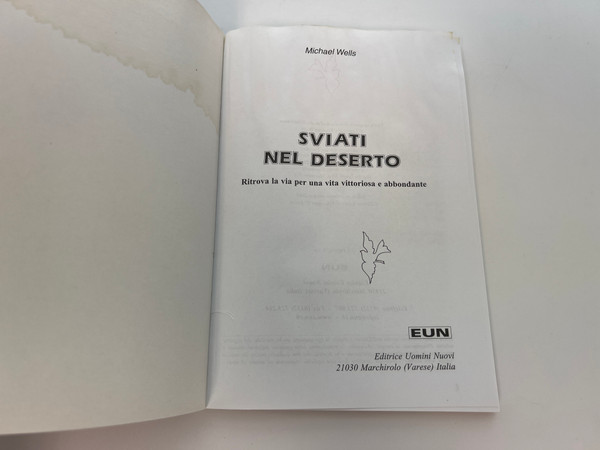 Michael Wells
SVIATI
NEL DESERTO
Ritrova la via per una vita vittoriosa e abbondante
EUN
Editrice Uomini Nuovi
21030 Marchirolo (Varese) Italia